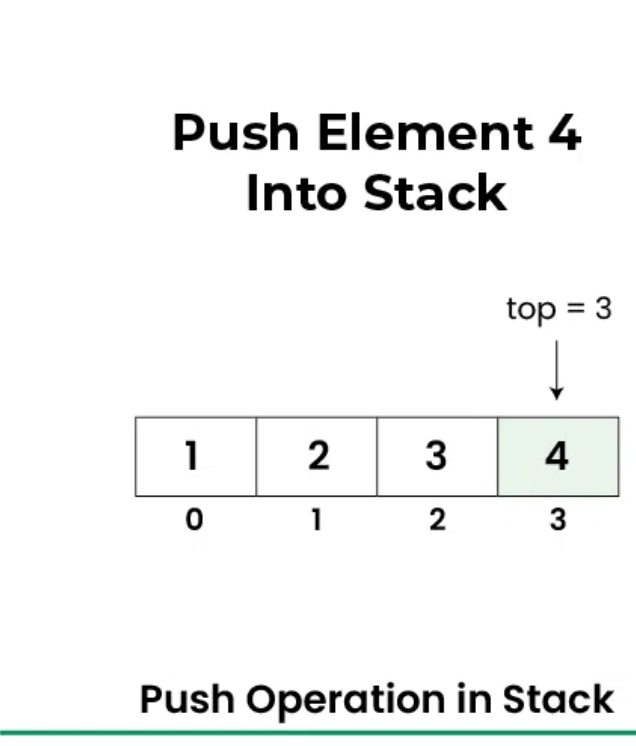 Push Element 4
Into Stack
top = 3
1 2 3 4
0 1 2 3
Push Operation in Stack